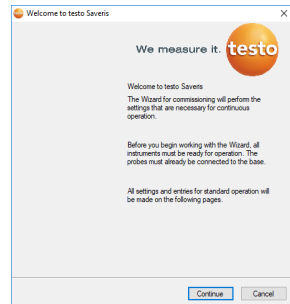 Welcome to testo Saveris
We measure it.
testo
Welcome to testo Saveris
The Wizard for commissioning will perform the
settings that are necessary for continuous
operation.
Before you begin working with the Wizard, all
instruments must be ready for operation. The
probes must already be connected to the base.
All settings and entries for standard operation will
be made on the following pages.
Continue
Cancel